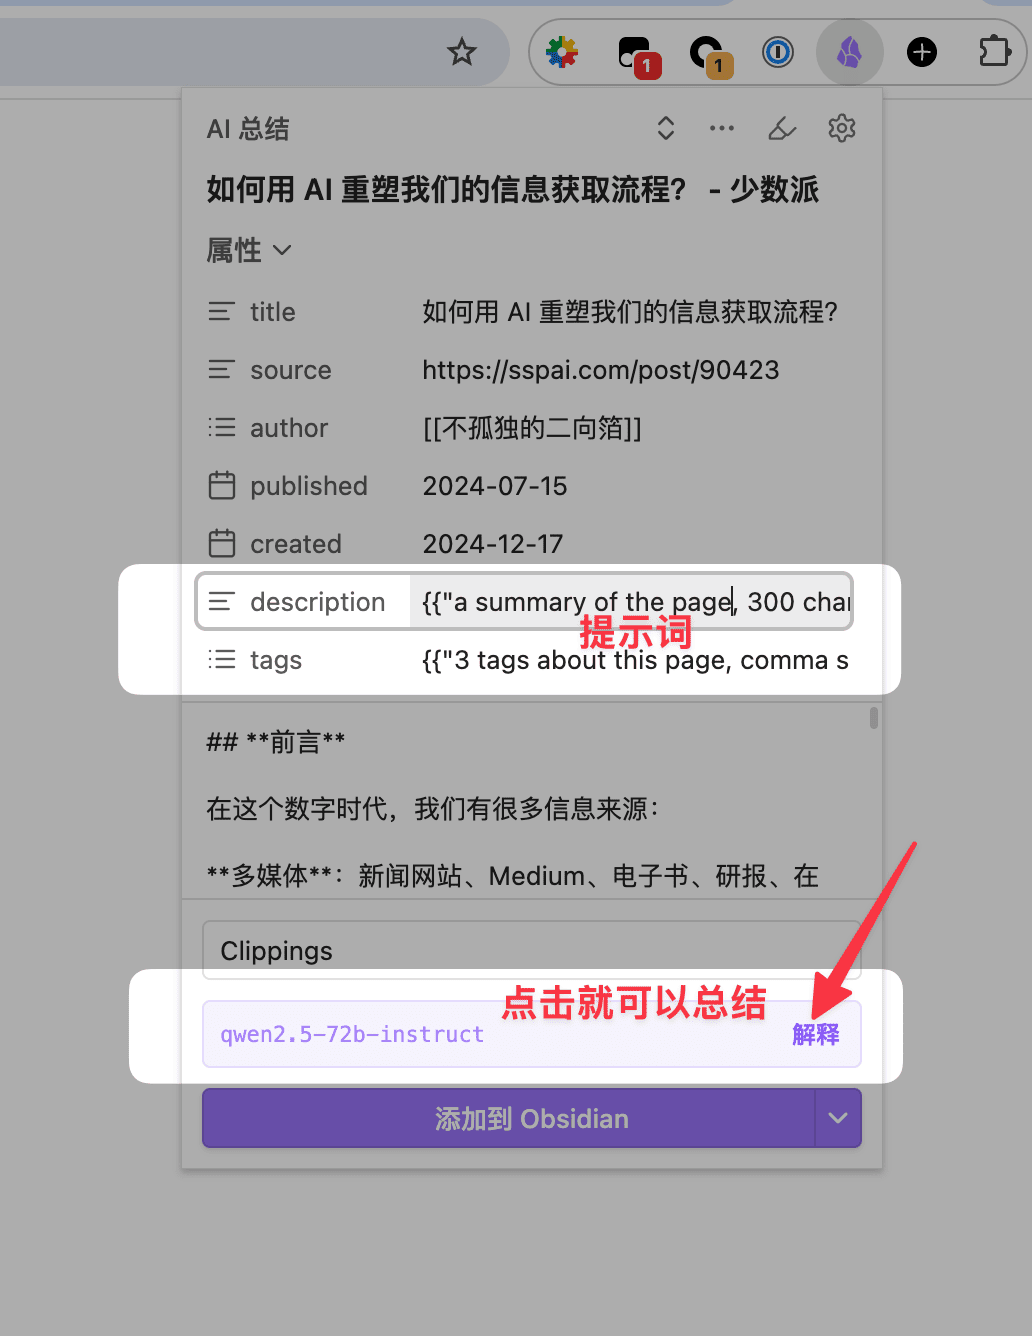 1
1
AI 总结
如何用 AI 重塑我们的信息获取流程? - 少数派
属性
title 如何用 AI 重塑我们的信息获取流程?
source https://sspai.com/post/90423
author [[不孤独的二向箔]]
published 2024-07-15
created 2024-12-17
description {{"a summary of the page, 300 char
提示词
tags {{"3 tags about this page, comma s
## **前言**
在这个数字时代，我们有很多信息来源：
**多媒体**：新闻网站、Medium、电子书、研报、在
Clippings
点击就可以总结
qwen2.5-72b-instruct 解释
添加到 Obsidian